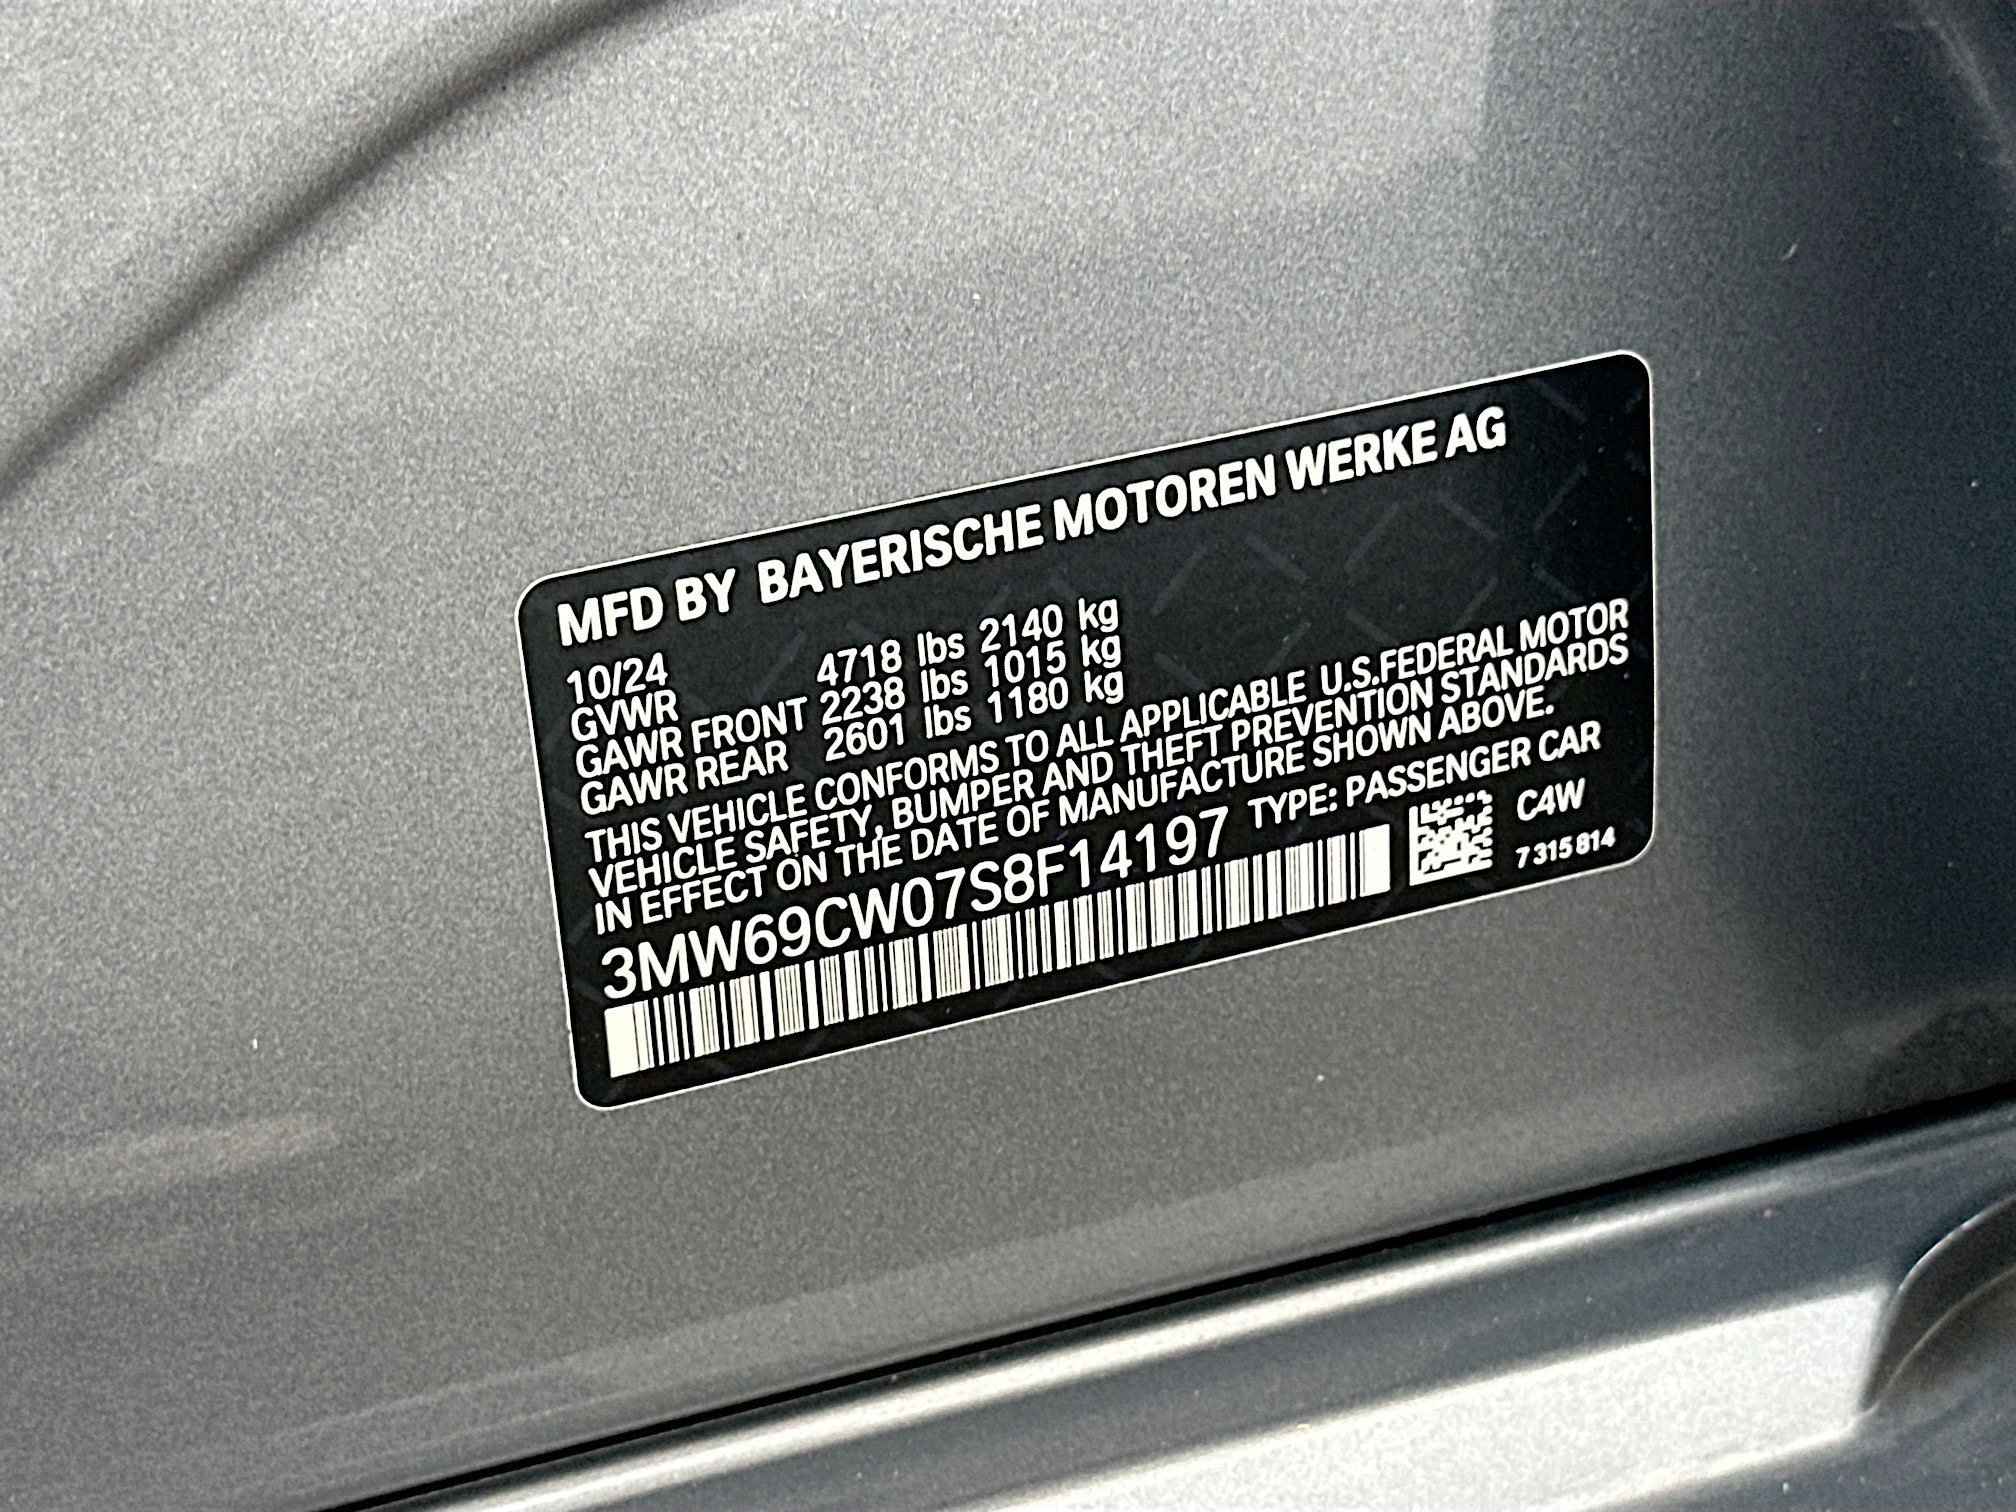 MFD BY BAYERISCHE MOTOREN WERKE AG
10/24
GVWR 4718 lbs 2140 kg
GAWR FRONT 2238 lbs 1015 kg
GAWR REAR 2601 lbs 1180 kg
THIS VEHICLE CONFORMS TO ALL APPLICABLE U.S.FEDERAL MOTOR
VEHICLE SAFETY, BUMPER AND THEFT PREVENTION STANDARDS
IN EFFECT ON THE DATE OF MANUFACTURE SHOWN ABOVE.
3MW69CW07S8F14197 TYPE: PASSENGER CAR
C4W
7 315 814